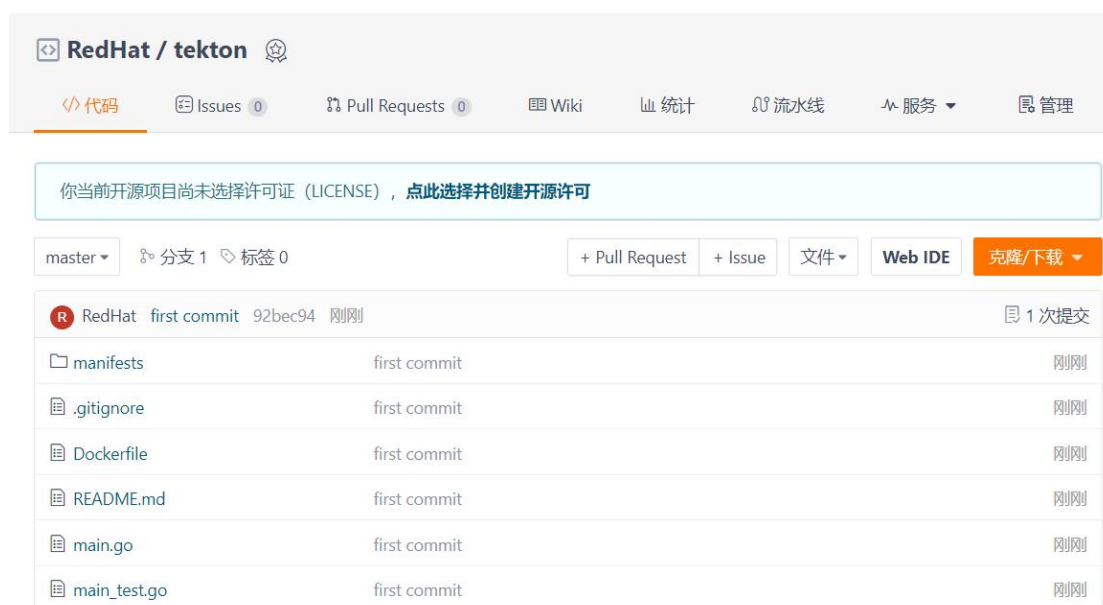 RedHat / tekton
代码 Issues 0 Pull Requests 0 Wiki 统计 流水线 服务 管理
你当前开源项目尚未选择许可证（LICENSE），点此选择并创建开源许可
master 分支 1 标签 0 + Pull Request + Issue 文件 Web IDE 克隆/下载
R RedHat first commit 92bec94 刚刚 1 次提交
manifests first commit 刚刚
.gitignore first commit 刚刚
Dockerfile first commit 刚刚
README.md first commit 刚刚
main.go first commit 刚刚
main_test.go first commit 刚刚